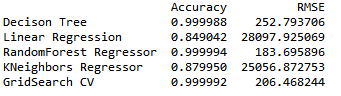 Accuracy RMSE
Decison Tree 0.999988 252.793706
Linear Regression 0.849042 28097.925069
RandomForest Regressor 0.999994 183.695896
KNeighbors Regressor 0.879950 25056.872753
GridSearch CV 0.999992 206.468244